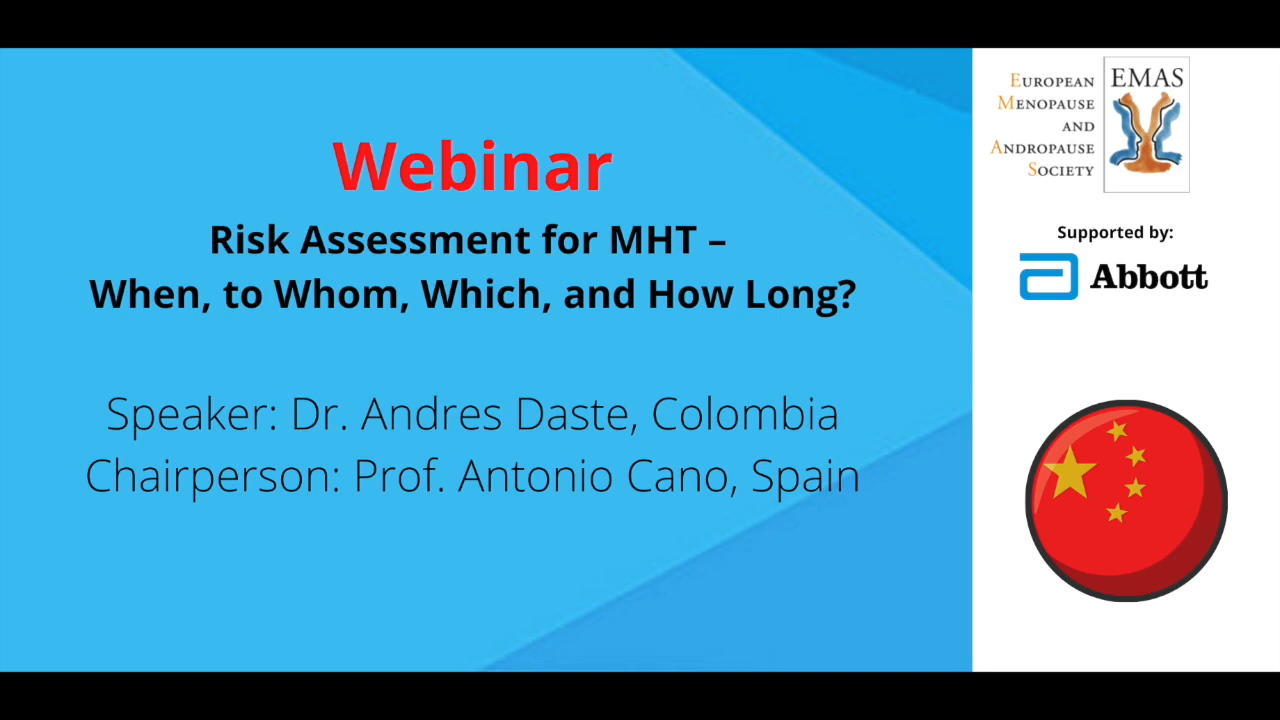 Webinar
Risk Assessment for MHT –
When, to Whom, Which, and How Long?
Speaker: Dr. Andres Daste, Colombia
Chairperson: Prof. Antonio Cano, Spain
EUROPEAN
MENOPAUSE
AND
ANDROPAUSE
SOCIETY
EMAS
Supported by:
Abbott